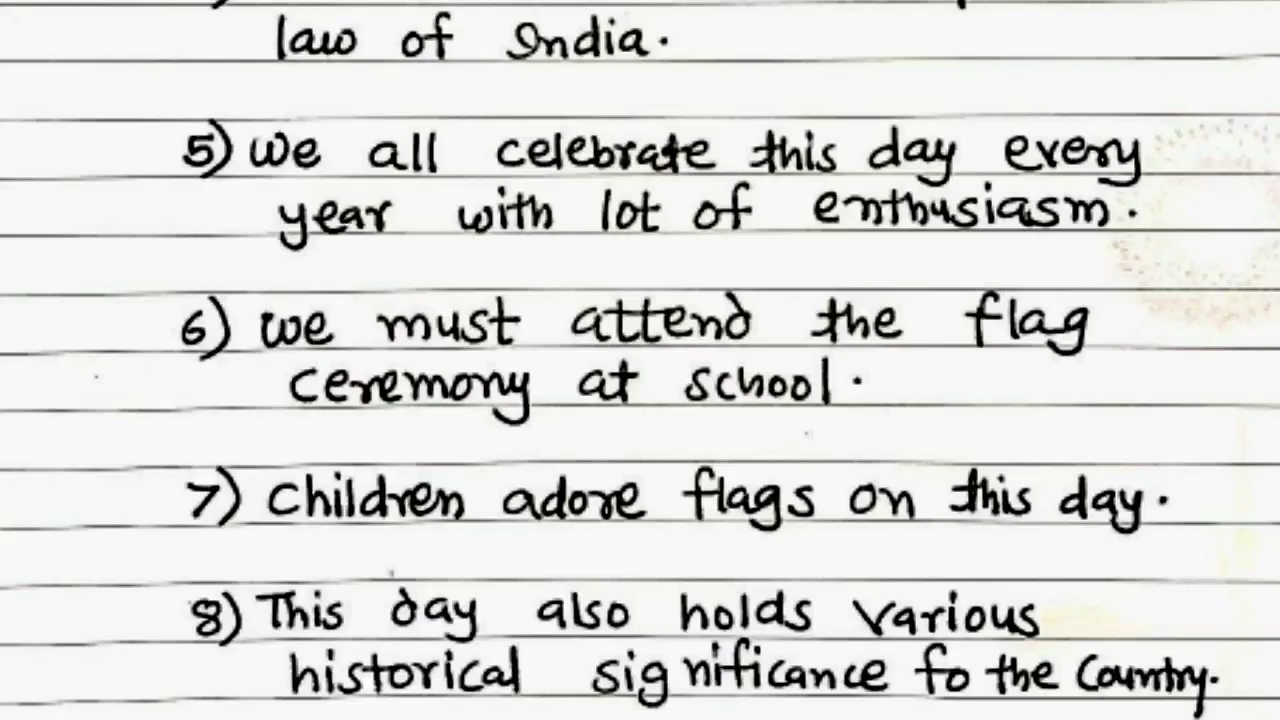 law of India.
5) We all celebrate this day every
year with lot of enthusiasm.
6) we must attend the flag
ceremony at school.
7) Children adore flags on this day.
8) This day also holds various
historical significance fo the Country.